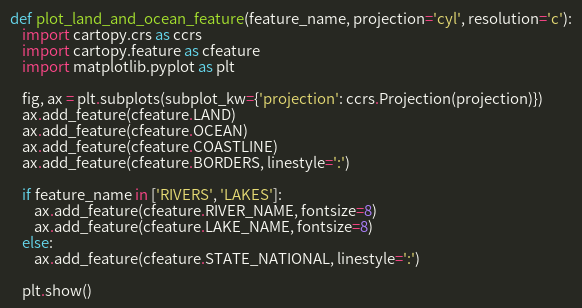 def plot_land_and_ocean_feature(feature_name, projection='cyl', resolution='c'):
import cartopy.crs as ccrs
import cartopy.feature as cfeature
import matplotlib.pyplot as plt
fig, ax = plt.subplots(subplot_kw={'projection': ccrs.Projection(projection)})
ax.add_feature(cfeature.LAND)
ax.add_feature(cfeature.OCEAN)
ax.add_feature(cfeature.COASTLINE)
ax.add_feature(cfeature.BORDERS, linestyle=':')
if feature_name in ['RIVERS', 'LAKES']:
ax.add_feature(cfeature.RIVER_NAME, fontsize=8)
ax.add_feature(cfeature.LAKE_NAME, fontsize=8)
else:
ax.add_feature(cfeature.STATE_NATIONAL, linestyle=':')
plt.show()